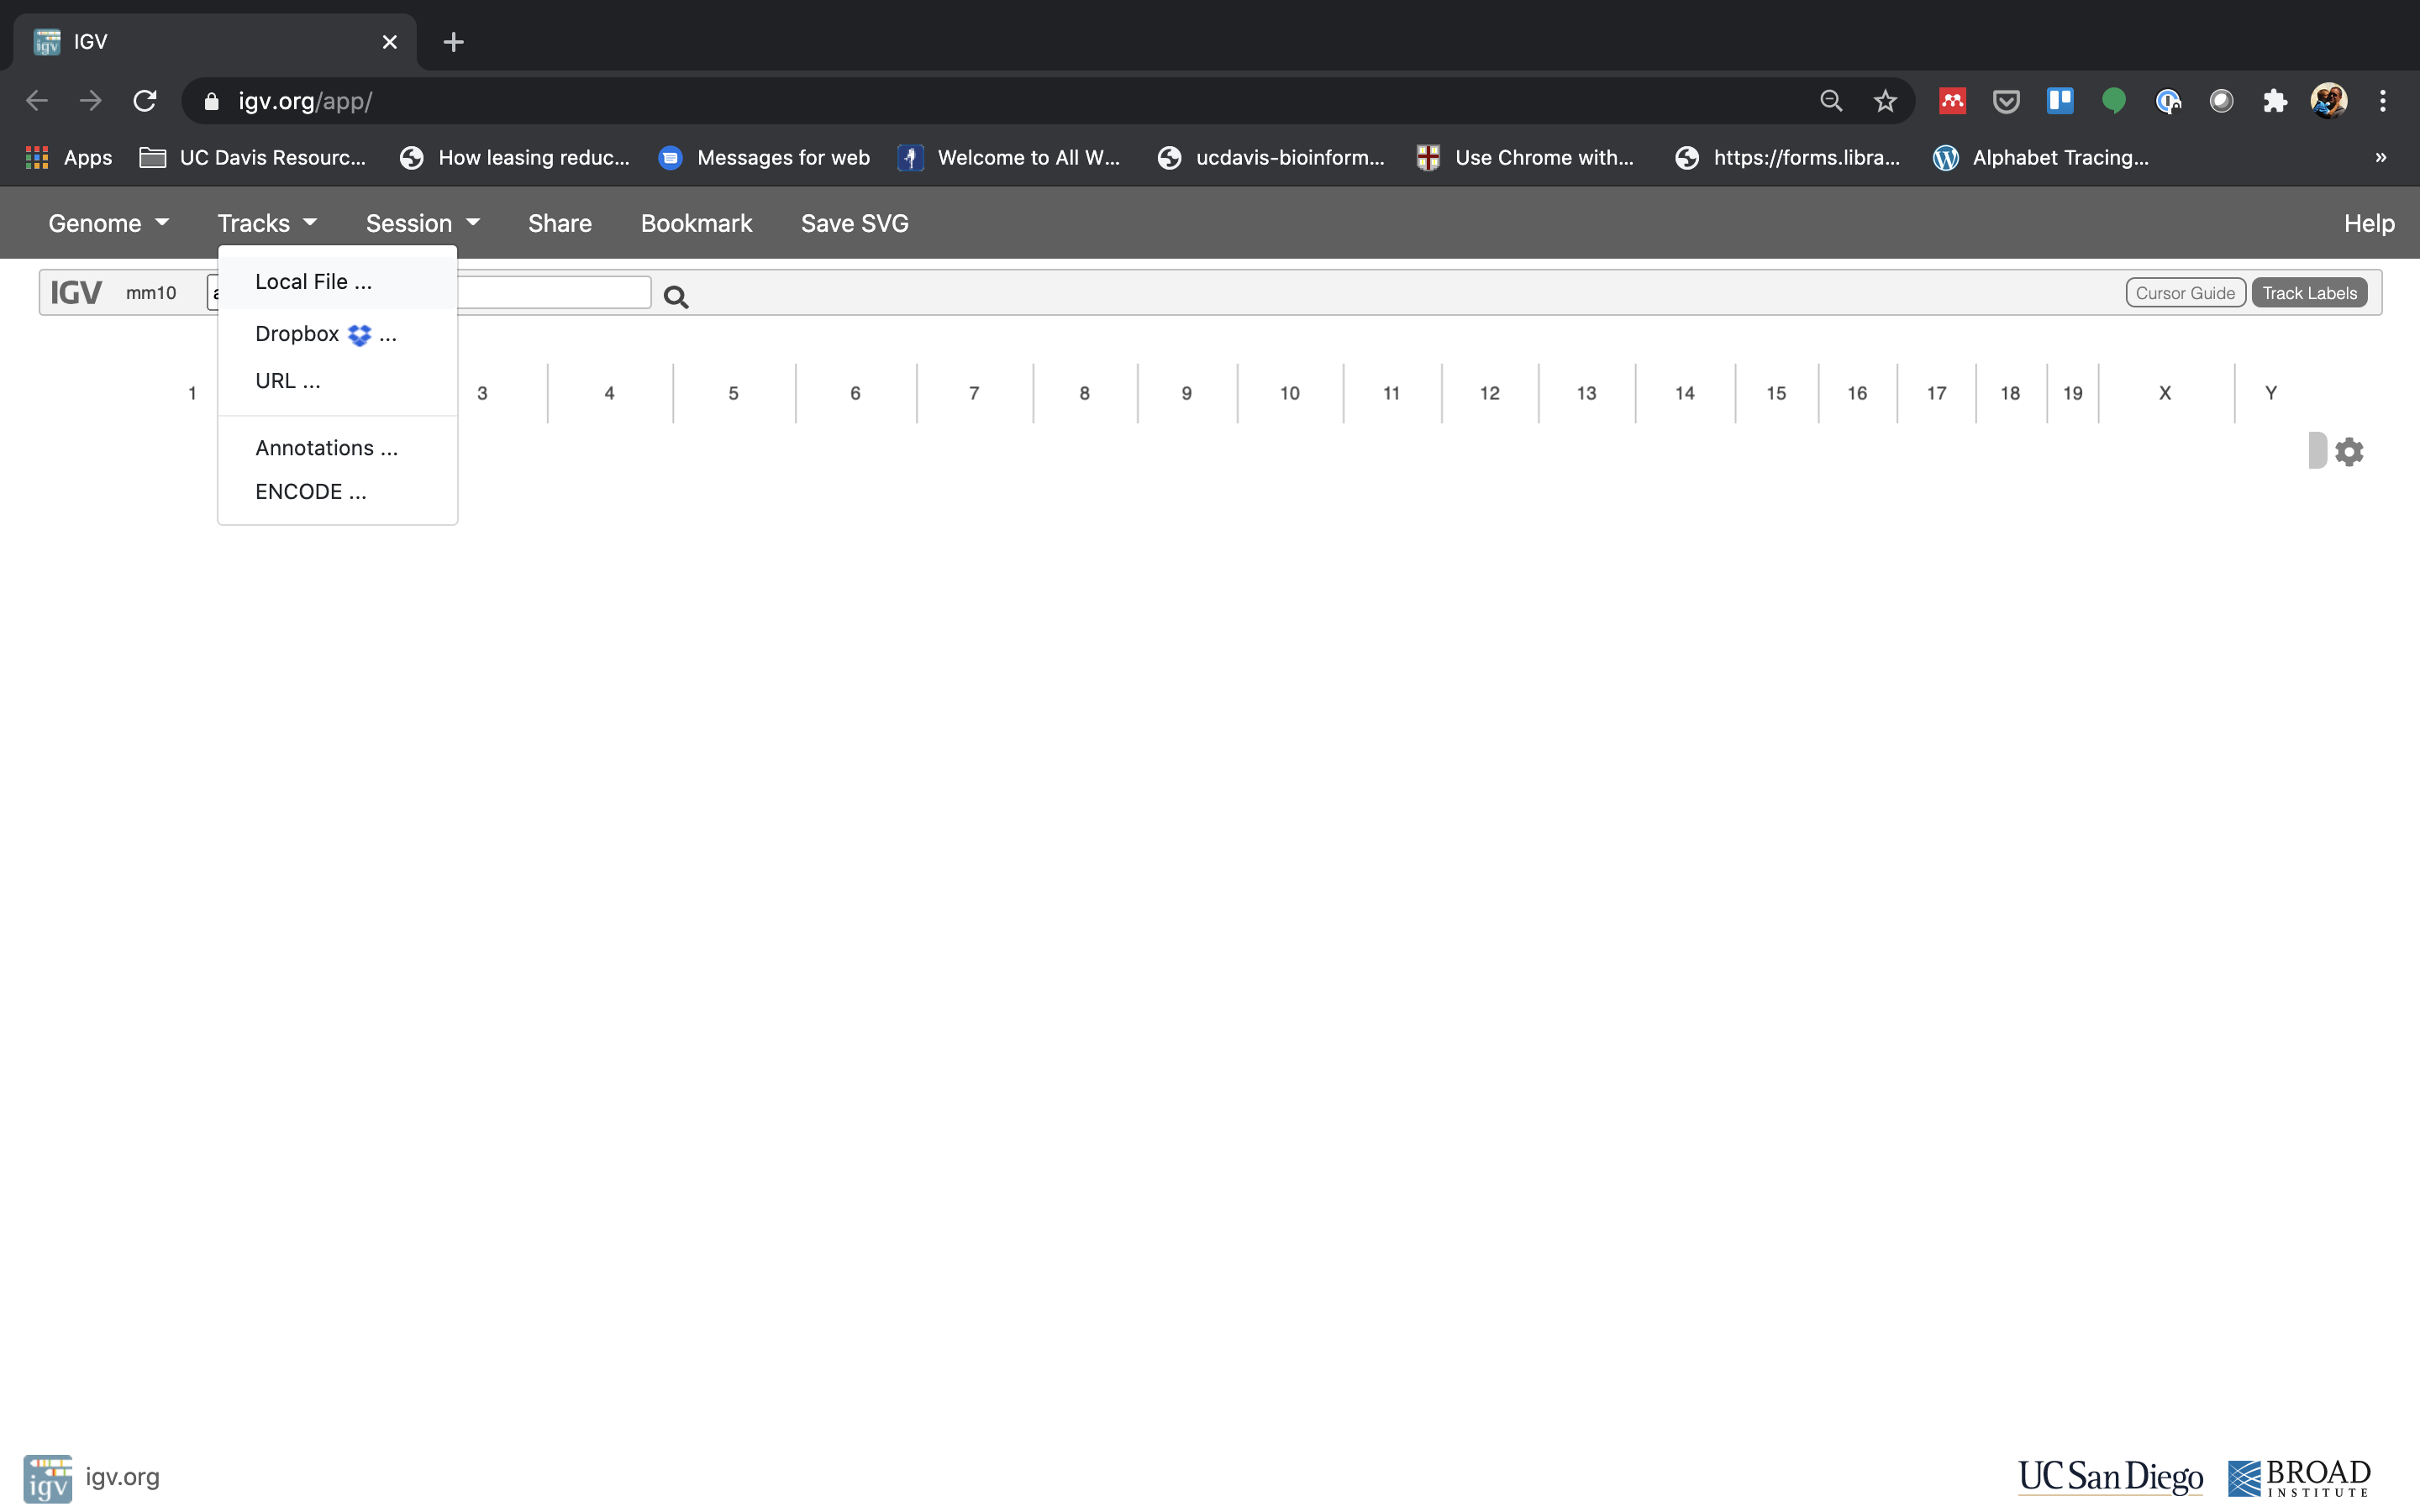 IGV
igv.org/app/
Apps UC Davis Resourc... How leasing reduc... Messages for web Welcome to All W... ucdavis-bioinform... Use Chrome with... https://forms.libra... Alphabet Tracing... »
Genome Tracks Session Share Bookmark Save SVG Help
IGV mm10 Cursor Guide Track Labels
Local File ...
Dropbox ...
URL ...
Annotations ...
ENCODE ...
1 3 4 5 6 7 8 9 10 11 12 13 14 15 16 17 18 19 X Y
igv igv.org UC San Diego BROAD INSTITUTE